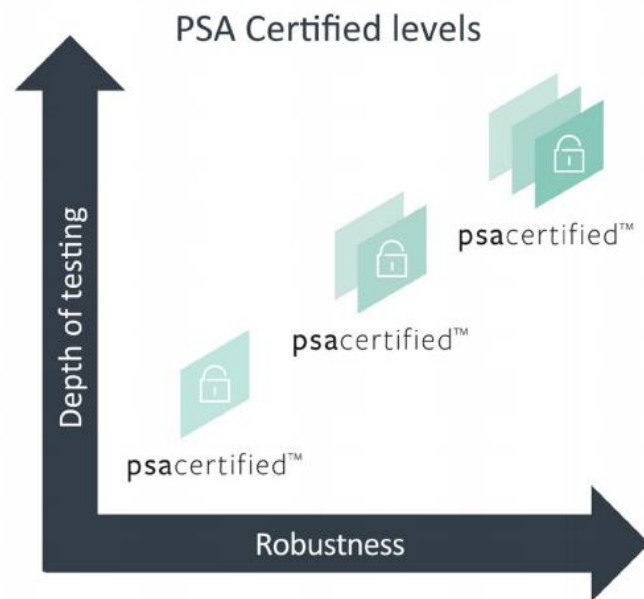 PSA Certified levels
Depth of testing
psacertified™
psacertified™
psacertified™
Robustness